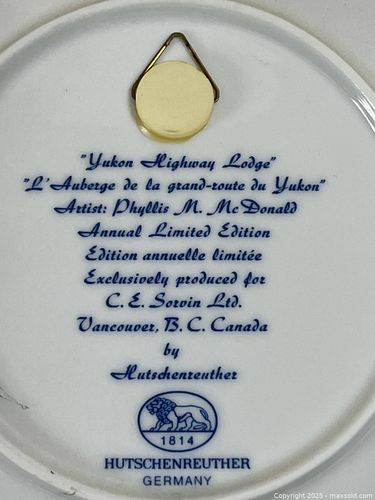 "Yukon Highway Lodge"
"L'Auberge de la grand-route du Yukon"
Artist: Phyllis M. McDonald
Annual Limited Edition
Edition annuelle limitée
Exclusively produced for
C. E. Sorvin Ltd.
Vancouver, B. C. Canada
by
Hutschenreuther
1814
HUTSCHENREUTHER
GERMANY
Copyright 2025 - maxsold.com